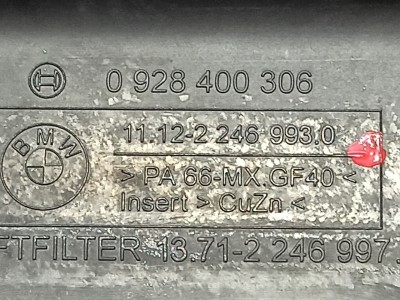 0 928 400 306
11.12-2 246 993.0
BMW
> PA 66-MX.GF40 <
Insert > CuZn <
FTFILTER 13.71-2 246 997.